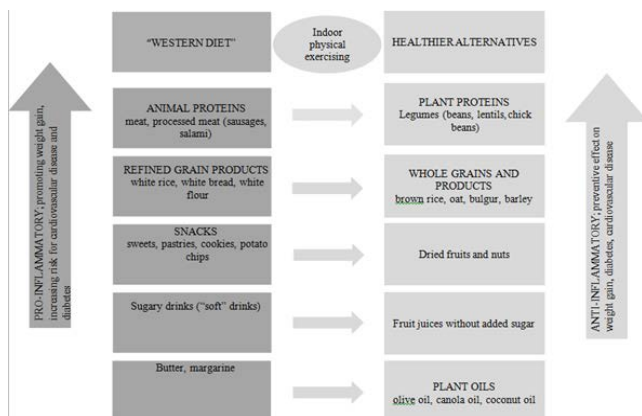 “WESTERN DIET”
Indoor
physical
exercising
HEALTHIER ALTERNATIVES
PRO-INFLAMMATORY; promoting weight gain,
increasing risk for cardiovascular disease and
diabetes
ANIMAL PROTEINS
meat, processed meat (sausages,
salami)
PLANT PROTEINS
Legumes (beans, lentils, chick
beans)
REFINED GRAIN PRODUCTS
white rice, white bread, white
flour
WHOLE GRAINS AND
PRODUCTS
brown rice, oat, bulgur, barley
SNACKS
sweets, pastries, cookies, potato
chips
Dried fruits and nuts
Sugary drinks (“soft” drinks)
Fruit juices without added sugar
Butter, margarine
PLANT OILS
olive oil, canola oil, coconut oil
ANTI-INFLAMMATORY; preventive effect on
weight gain, diabetes, cardiovascular disease